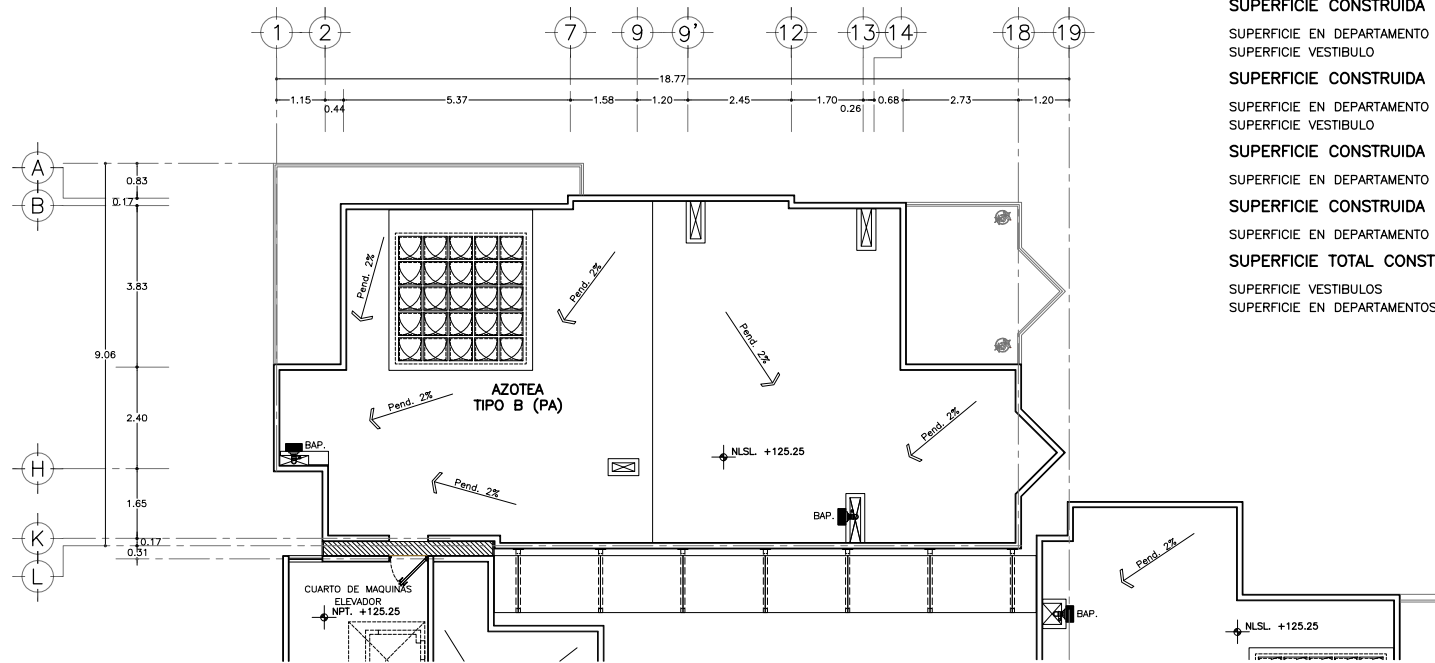 1 2 7 9 9' 12 13 14 18 19
18.77
1.15 0.44 5.37 1.58 1.20 2.45 1.70 0.26 0.68 2.73 1.20
A
B
H
K
L
0.83
0.17
3.83
9.06
2.40
1.65
0.17
0.31
Pend. 2%
Pend. 2%
Pend. 2%
AZOTEA
TIPO B (PA)
Pend. 2%
Pend. 2%
Pend. 2%
BAP.
NLSL. +125.25
BAP.
CUARTO DE MAQUINAS
ELEVADOR
NPT. +125.25
Pend. 2%
BAP.
NLSL. +125.25
SUPERFICIE CONSTRUIDA
SUPERFICIE EN DEPARTAMENTO
SUPERFICIE VESTIBULO
SUPERFICIE CONSTRUIDA
SUPERFICIE EN DEPARTAMENTO
SUPERFICIE VESTIBULO
SUPERFICIE CONSTRUIDA
SUPERFICIE EN DEPARTAMENTO
SUPERFICIE CONSTRUIDA
SUPERFICIE EN DEPARTAMENTO
SUPERFICIE TOTAL CONST
SUPERFICIE VESTIBULOS
SUPERFICIE EN DEPARTAMENTOS